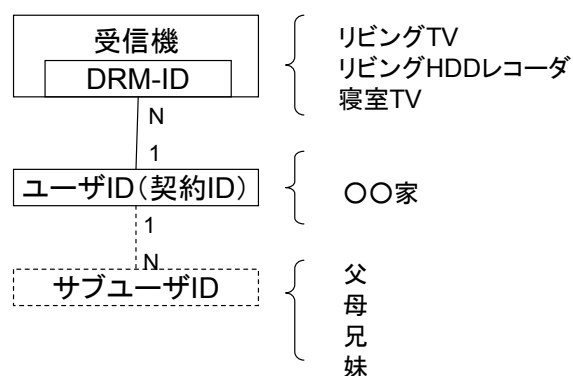 受信機
DRM-ID
リビングTV
リビングHDDレコーダ
寝室TV
N
1
ユーザID（契約ID）
〇〇家
1
N
サブユーザID
父
母
兄
妹